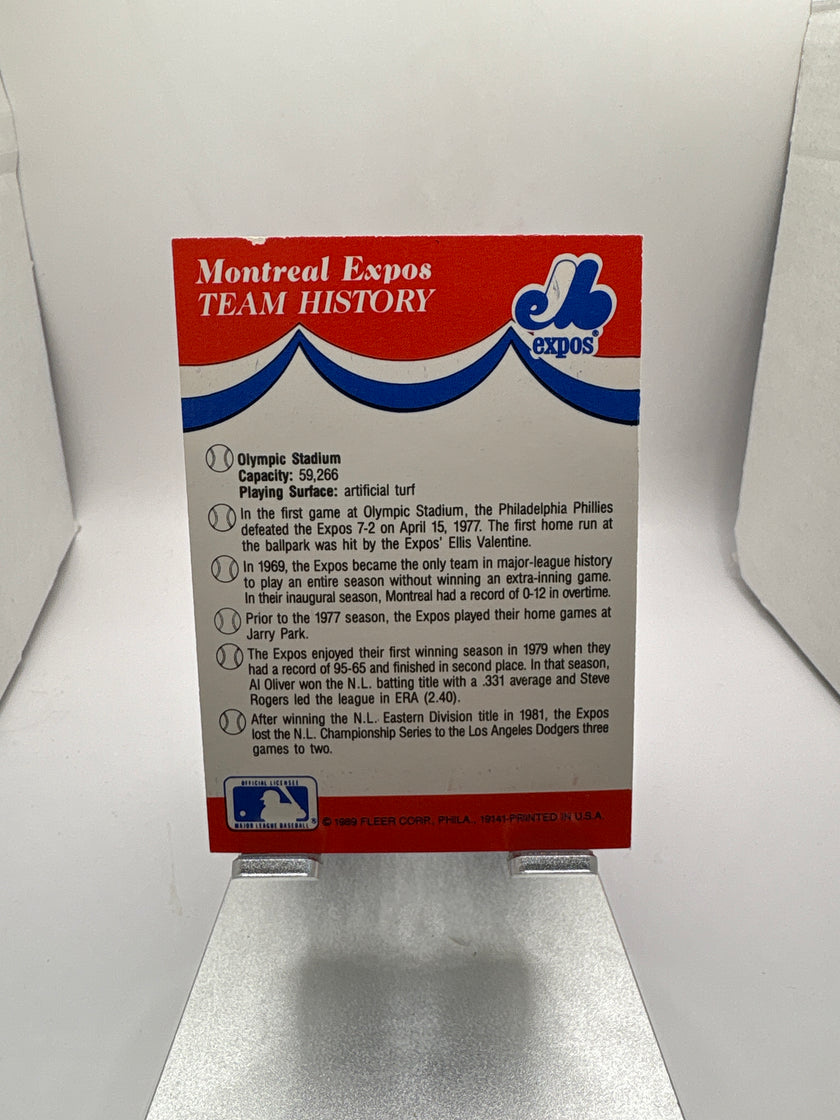 Montreal Expos
TEAM HISTORY
expos®
Olympic Stadium
Capacity: 59,266
Playing Surface: artificial turf
In the first game at Olympic Stadium, the Philadelphia Phillies
defeated the Expos 7-2 on April 15, 1977. The first home run at
the ballpark was hit by the Expos' Ellis Valentine.
In 1969, the Expos became the only team in major-league history
to play an entire season without winning an extra-inning game.
In their inaugural season, Montreal had a record of 0-12 in overtime.
Prior to the 1977 season, the Expos played their home games at
Jarry Park.
The Expos enjoyed their first winning season in 1979 when they
had a record of 95-65 and finished in second place. In that season,
Al Oliver won the N.L. batting title with a .331 average and Steve
Rogers led the league in ERA (2.40).
After winning the N.L. Eastern Division title in 1981, the Expos
lost the N.L. Championship Series to the Los Angeles Dodgers three
games to two.
OFFICIAL LICENSEE
MAJOR LEAGUE BASEBALL
® © 1989 FLEER CORP., PHILA., 19141-PRINTED IN U.S.A.